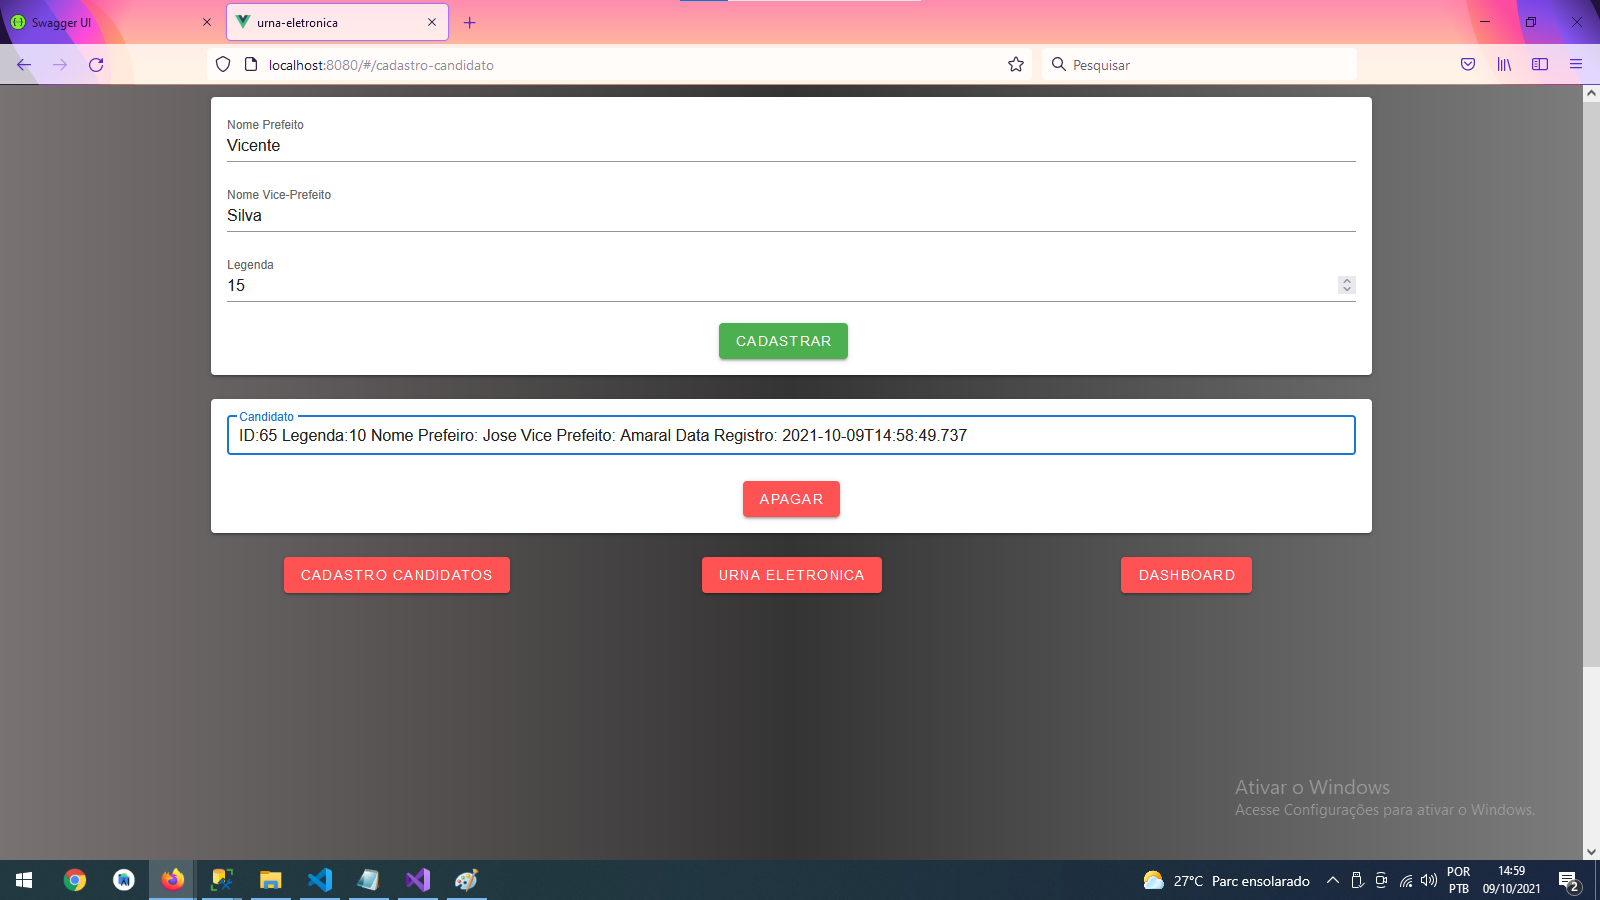 Swagger UI
urna-eletronica
localhost:8080/#/cadastro-candidato
Pesquisar
Nome Prefeito
Vicente
Nome Vice-Prefeito
Silva
Legenda
15
CADASTRAR
Candidato
ID:65 Legenda:10 Nome Prefeiro: Jose Vice Prefeito: Amaral Data Registro: 2021-10-09T14:58:49.737
APAGAR
CADASTRO CANDIDATOS
URNA ELETRONICA
DASHBOARD
Ativar o Windows
Acesse Configurações para ativar o Windows.
27°C Parc ensolarado
POR
PTB
14:59
09/10/2021
2